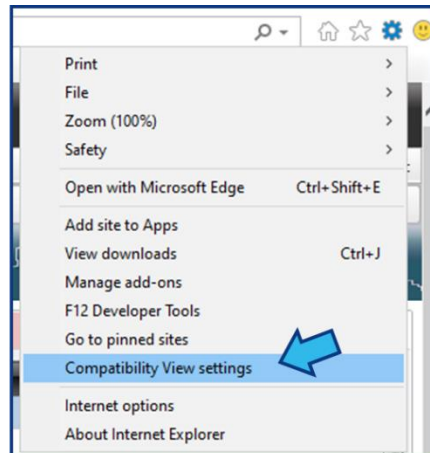 Print
File
Zoom (100%)
Safety
Open with Microsoft Edge Ctrl+Shift+E
Add site to Apps
View downloads Ctrl+J
Manage add-ons
F12 Developer Tools
Go to pinned sites
Compatibility View settings
Internet options
About Internet Explorer